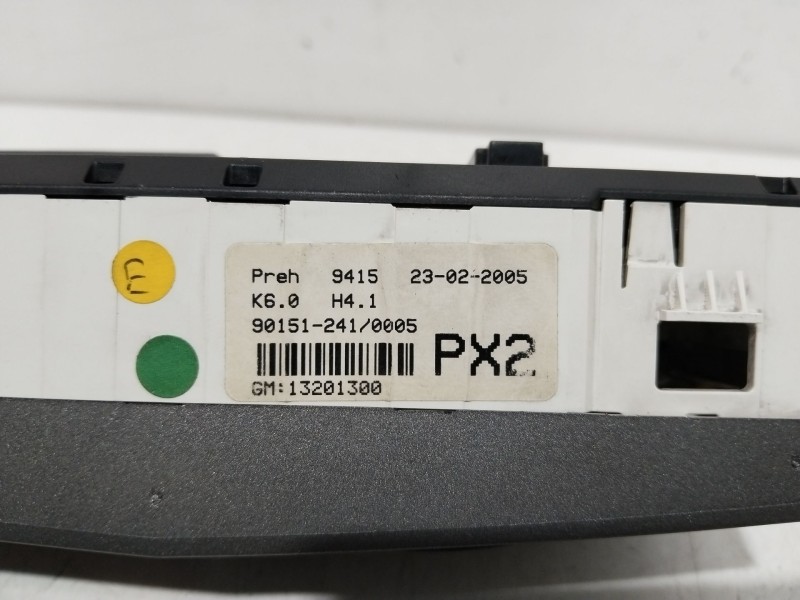 Preh 9415 23-02-2005
K6.0 H4.1
90151-241/0005
PX2
GM:13201300
E